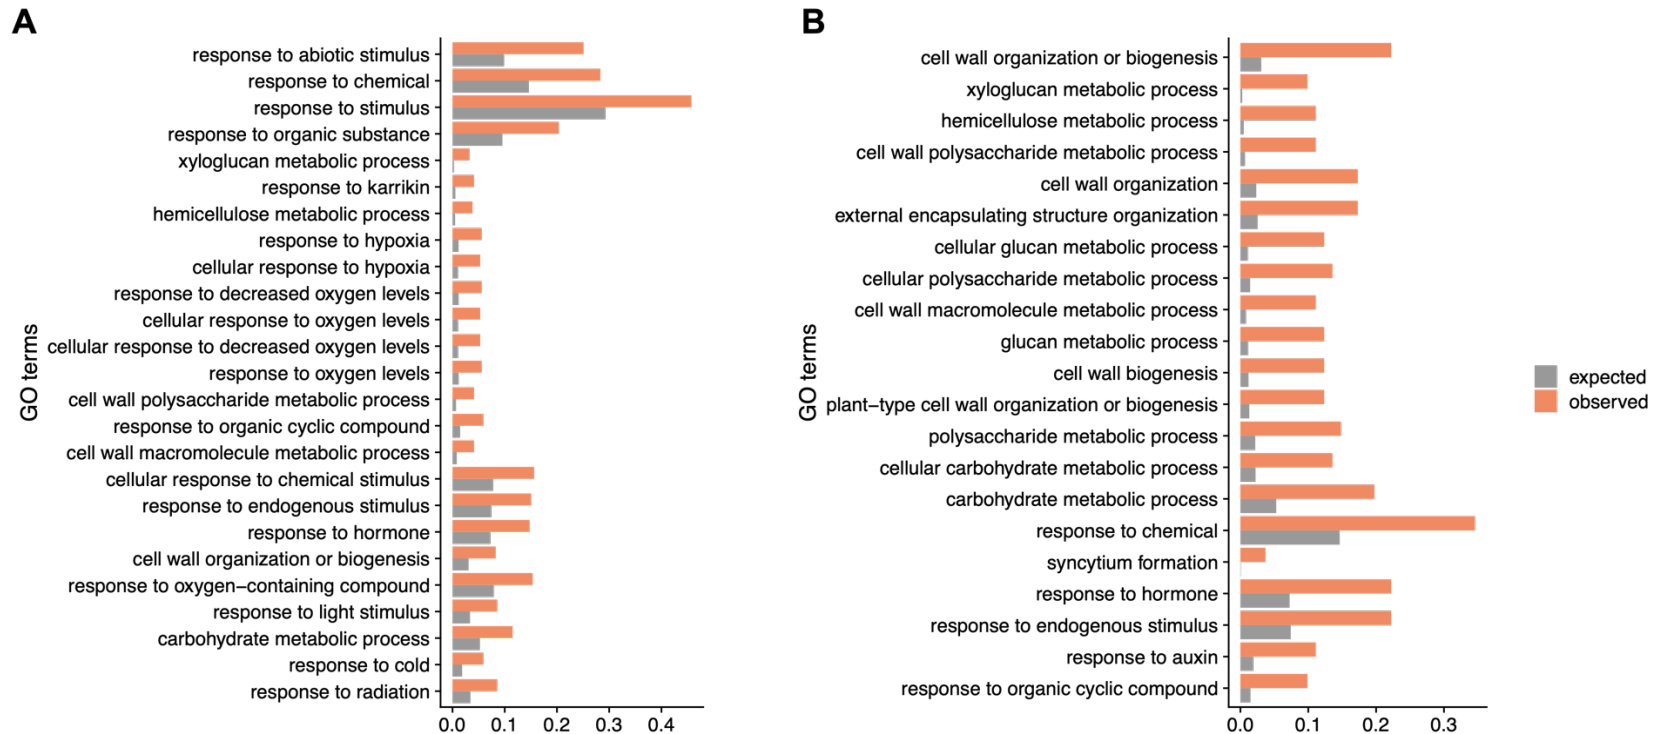 A
response to abiotic stimulus
response to chemical
response to stimulus
response to organic substance
xyloglucan metabolic process
response to karrikin
hemicellulose metabolic process
response to hypoxia
cellular response to hypoxia
response to decreased oxygen levels
cellular response to oxygen levels
cellular response to decreased oxygen levels
response to oxygen levels
cell wall polysaccharide metabolic process
response to organic cyclic compound
cell wall macromolecule metabolic process
cellular response to chemical stimulus
response to endogenous stimulus
response to hormone
cell wall organization or biogenesis
response to oxygen−containing compound
response to light stimulus
carbohydrate metabolic process
response to cold
response to radiation
GO terms
0.0 0.1 0.2 0.3 0.4
B
cell wall organization or biogenesis
xyloglucan metabolic process
hemicellulose metabolic process
cell wall polysaccharide metabolic process
cell wall organization
external encapsulating structure organization
cellular glucan metabolic process
cellular polysaccharide metabolic process
cell wall macromolecule metabolic process
glucan metabolic process
cell wall biogenesis
plant−type cell wall organization or biogenesis
polysaccharide metabolic process
cellular carbohydrate metabolic process
carbohydrate metabolic process
response to chemical
syncytium formation
response to hormone
response to endogenous stimulus
response to auxin
response to organic cyclic compound
GO terms
0.0 0.1 0.2 0.3
expected
observed